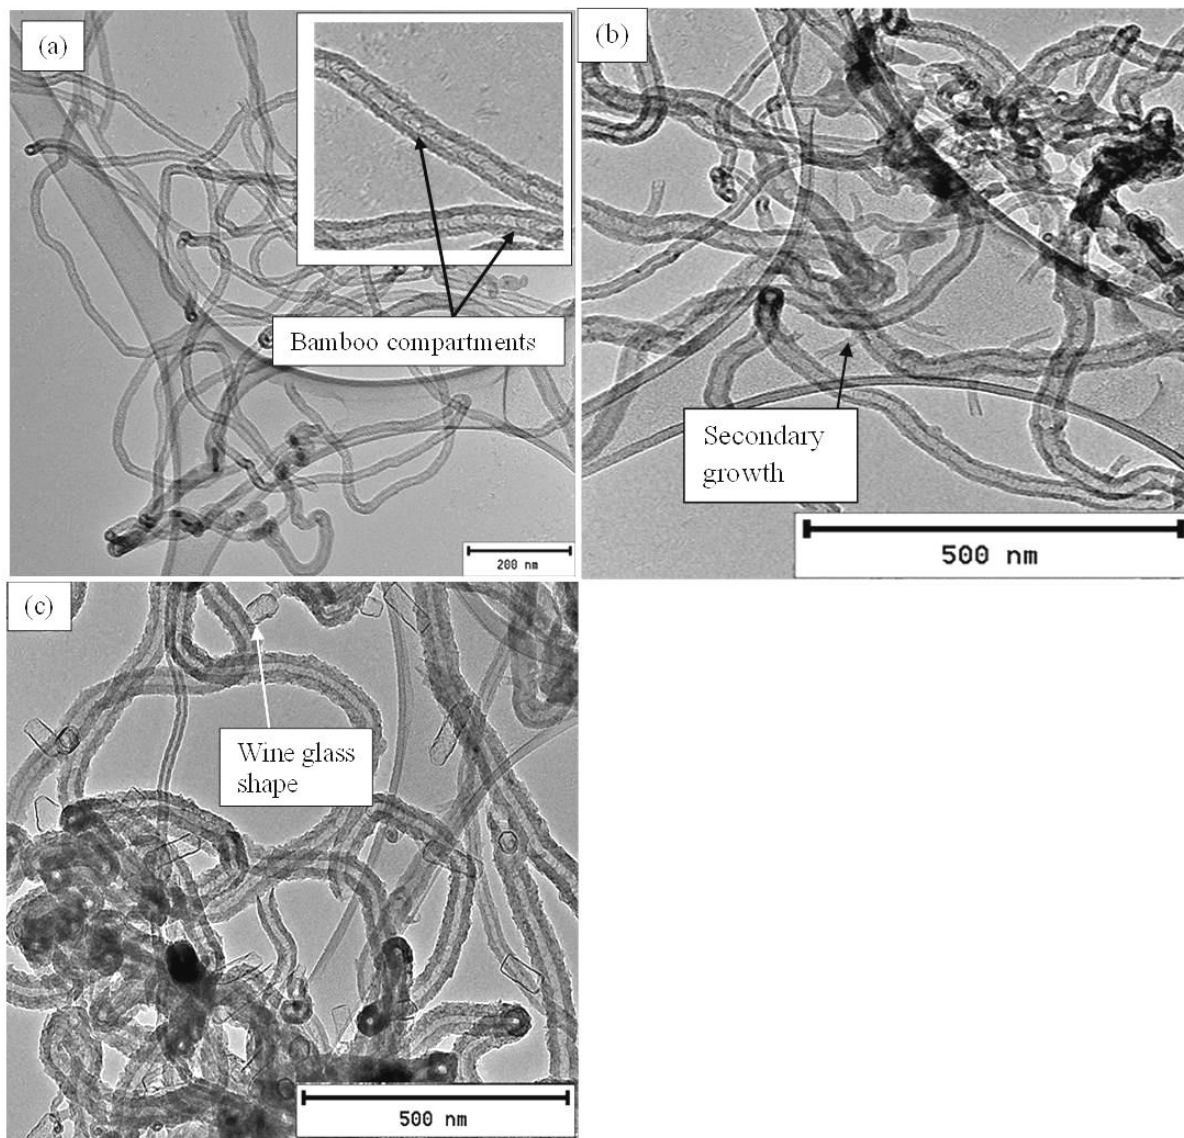 (a)
Bamboo compartments
200 nm
(b)
Secondary
growth
500 nm
(c)
Wine glass
shape
500 nm